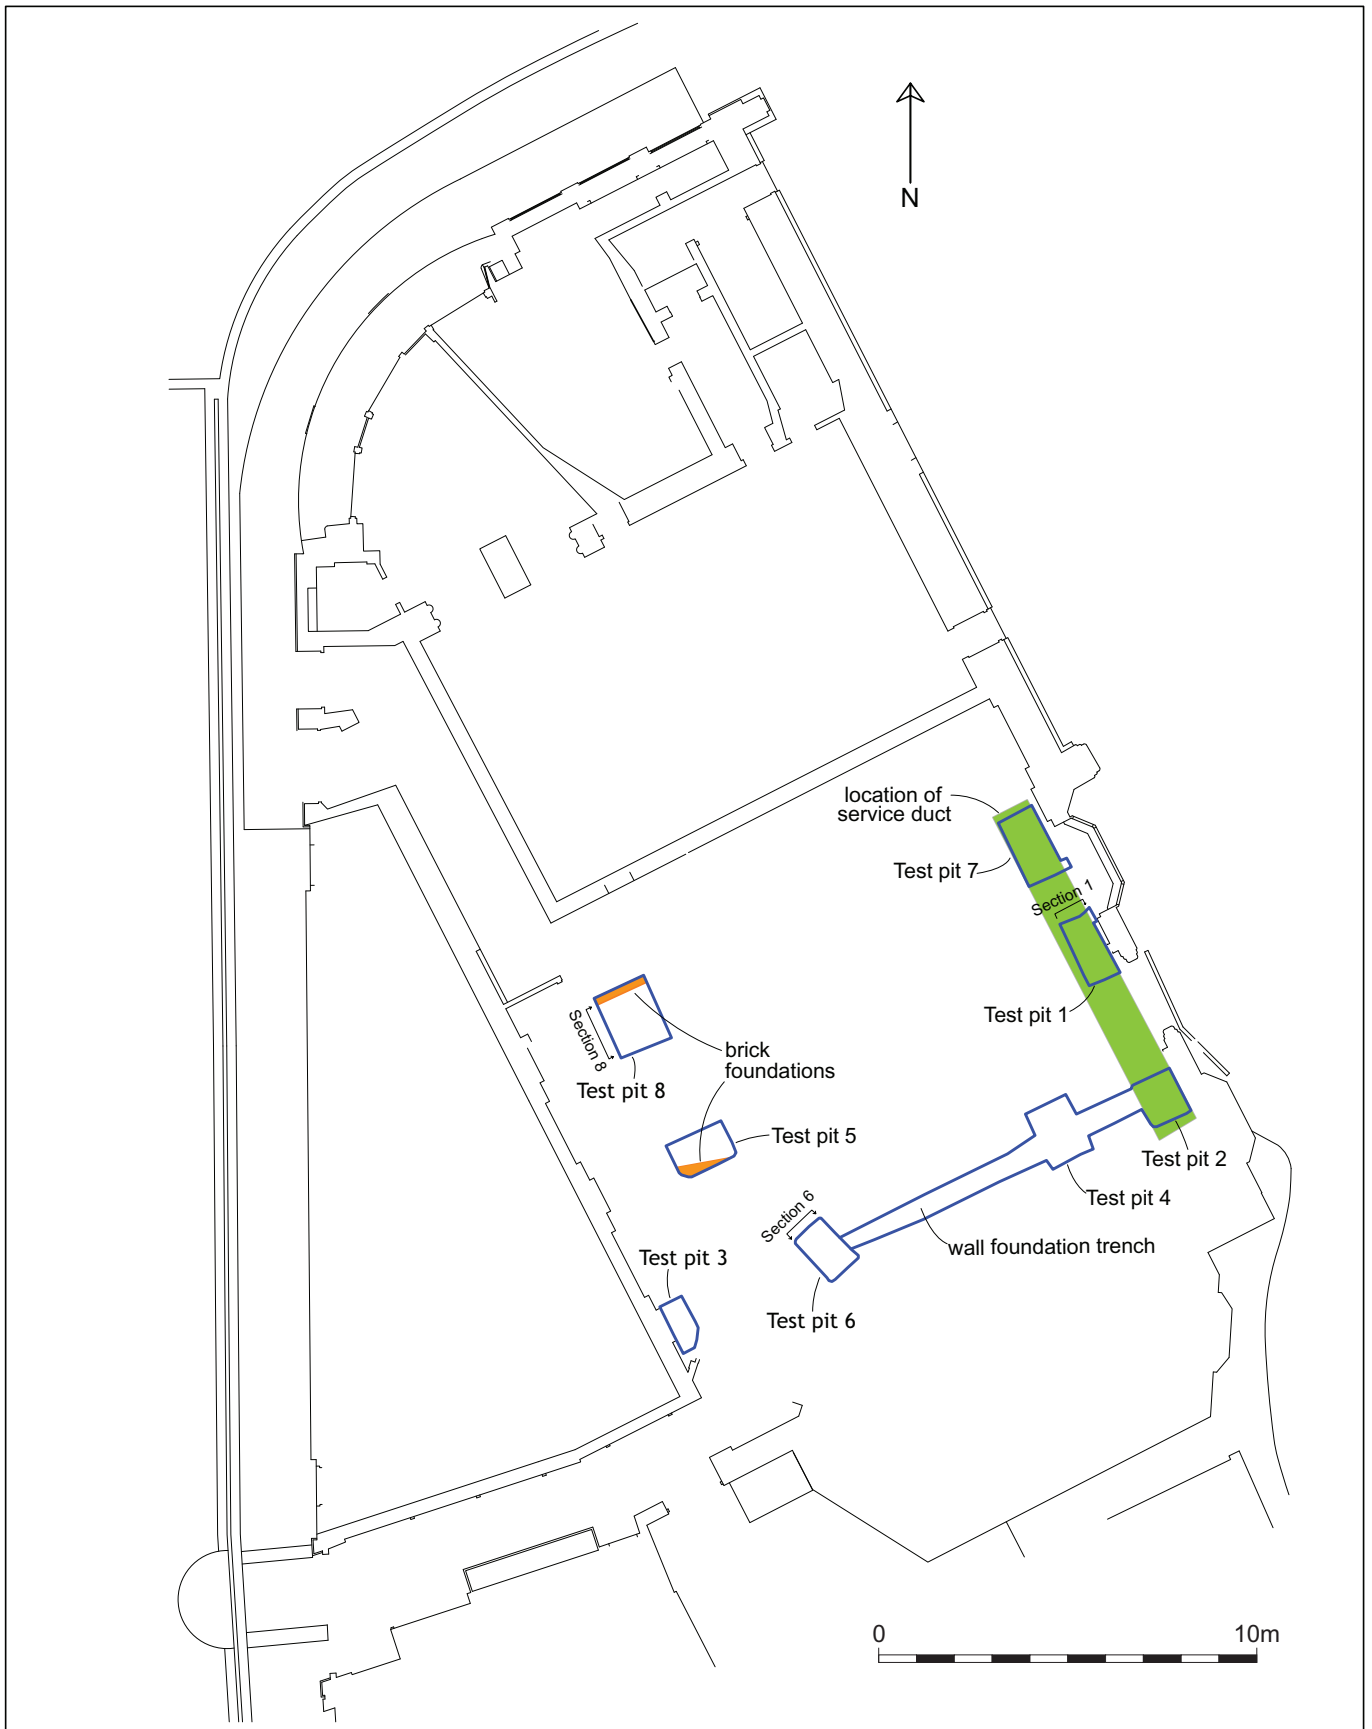 N
location of
service duct
Test pit 7
Section 1
Test pit 1
Section 8
brick
foundations
Test pit 8
Test pit 5
Test pit 2
Test pit 4
Section 6
wall foundation trench
Test pit 3
Test pit 6
0
10m